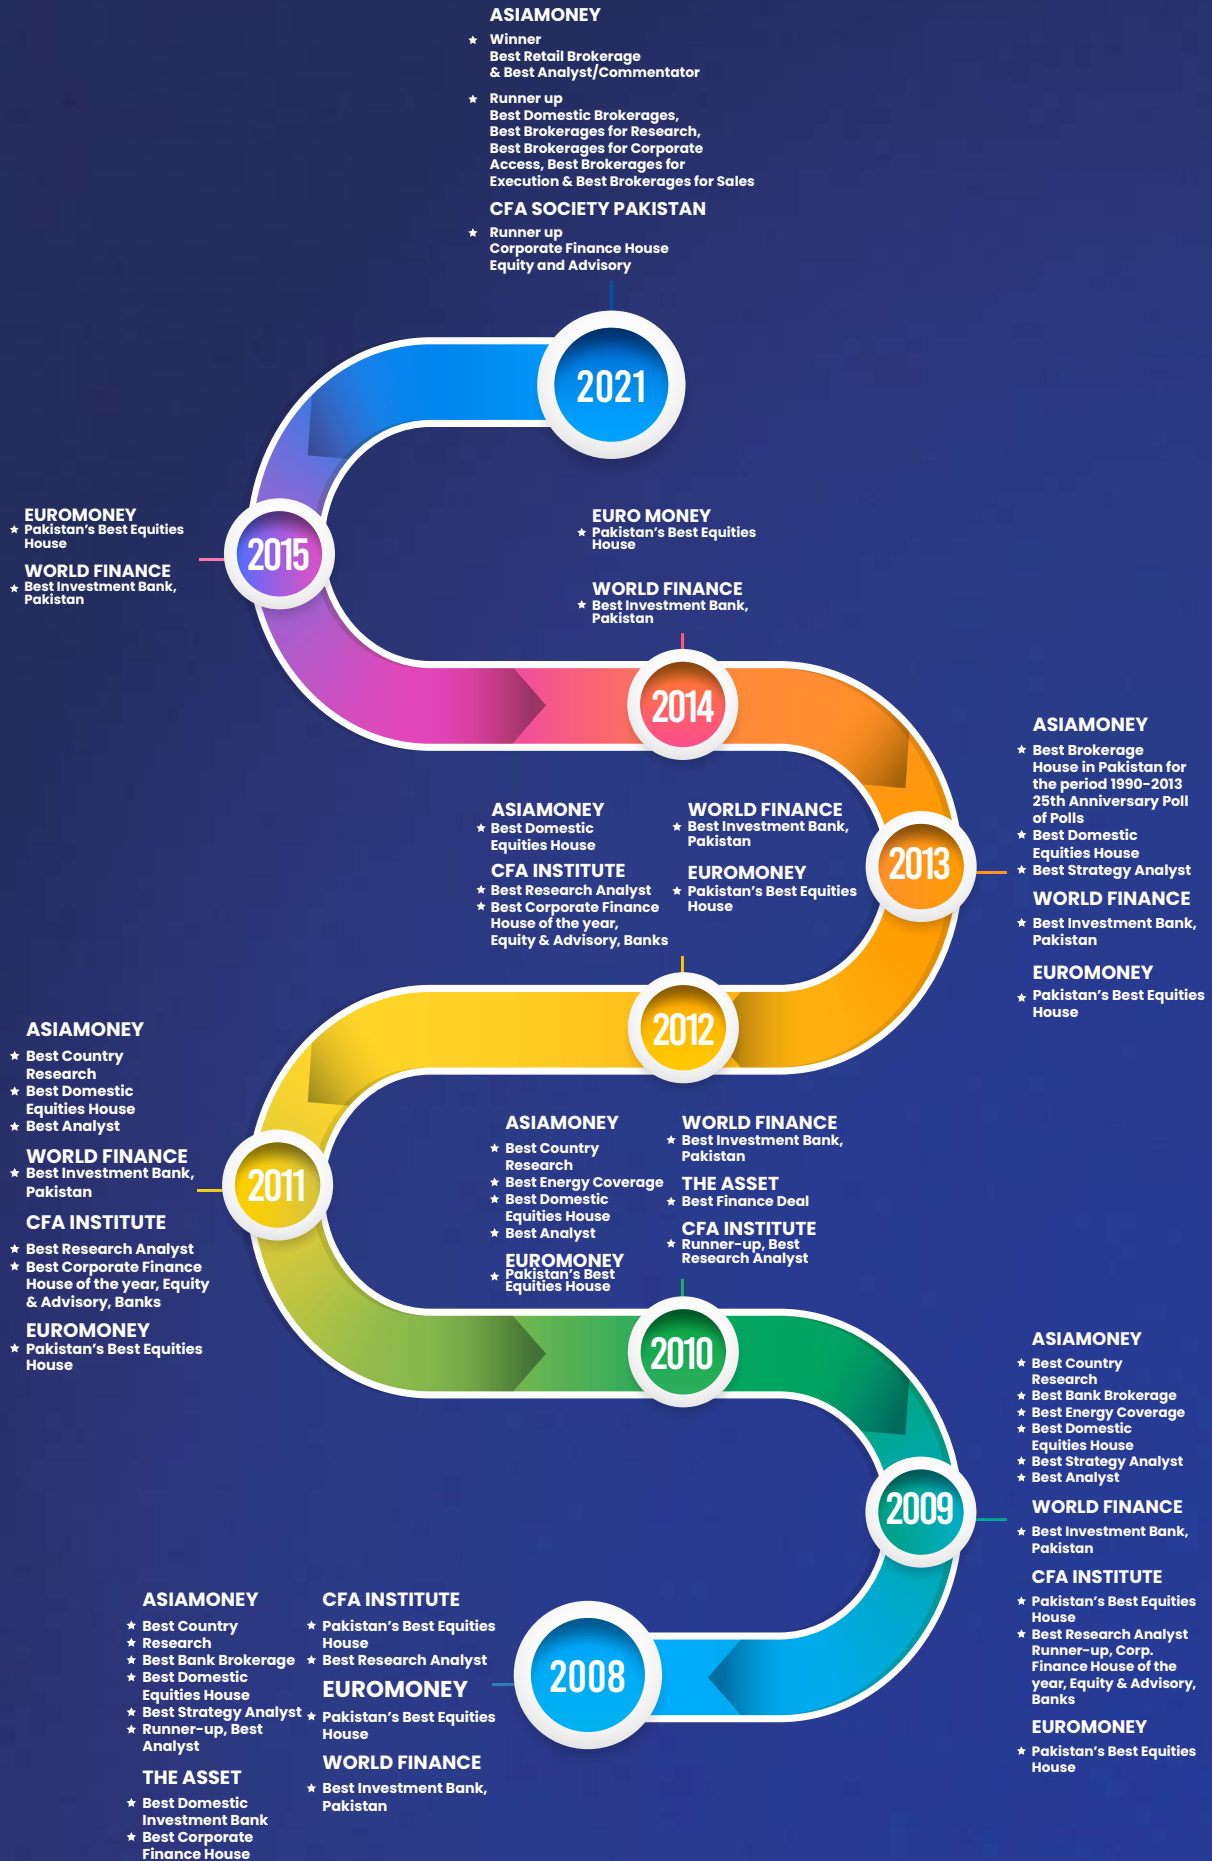 ASIAMONEY
Winner
Best Retail Brokerage
& Best Analyst/Commentator
Runner up
Best Domestic Brokerages,
Best Brokerages for Research,
Best Brokerages for Corporate
Access, Best Brokerages for
Execution & Best Brokerages for Sales
CFA SOCIETY PAKISTAN
Runner up
Corporate Finance House
Equity and Advisory
2021
EUROMONEY
Pakistan's Best Equities
House
WORLD FINANCE
Best Investment Bank,
Pakistan
2015
EURO MONEY
Pakistan's Best Equities
House
WORLD FINANCE
Best Investment Bank,
Pakistan
2014
ASIAMONEY
Best Brokerage
House in Pakistan for
the period 1990-2013
25th Anniversary Poll
of Polls
Best Domestic
Equities House
Best Strategy Analyst
WORLD FINANCE
Best Investment Bank,
Pakistan
EUROMONEY
Pakistan's Best Equities
House
2013
ASIAMONEY
Best Domestic
Equities House
CFA INSTITUTE
Best Research Analyst
Best Corporate Finance
House of the year,
Equity & Advisory, Banks
WORLD FINANCE
Best Investment Bank,
Pakistan
EUROMONEY
Pakistan's Best Equities
House
2012
ASIAMONEY
Best Country
Research
Best Domestic
Equities House
Best Analyst
WORLD FINANCE
Best Investment Bank,
Pakistan
CFA INSTITUTE
Best Research Analyst
Best Corporate Finance
House of the year, Equity
& Advisory, Banks
EUROMONEY
Pakistan's Best Equities
House
2011
ASIAMONEY
Best Country
Research
Best Energy Coverage
Best Domestic
Equities House
Best Analyst
EUROMONEY
Pakistan's Best
Equities House
WORLD FINANCE
Best Investment Bank,
Pakistan
THE ASSET
Best Finance Deal
CFA INSTITUTE
Runner-up, Best
Research Analyst
2010
ASIAMONEY
Best Country
Research
Best Bank Brokerage
Best Energy Coverage
Best Domestic
Equities House
Best Strategy Analyst
Best Analyst
WORLD FINANCE
Best Investment Bank,
Pakistan
CFA INSTITUTE
Pakistan's Best Equities
House
Best Research Analyst
Runner-up, Corp.
Finance House of the
year, Equity & Advisory,
Banks
EUROMONEY
Pakistan's Best Equities
House
2009
ASIAMONEY
Best Country
Research
Best Bank Brokerage
Best Domestic
Equities House
Best Strategy Analyst
Runner-up, Best
Analyst
THE ASSET
Best Domestic
Investment Bank
Best Corporate
Finance House
CFA INSTITUTE
Pakistan's Best Equities
House
Best Research Analyst
EUROMONEY
Pakistan's Best Equities
House
WORLD FINANCE
Best Investment Bank,
Pakistan
2008